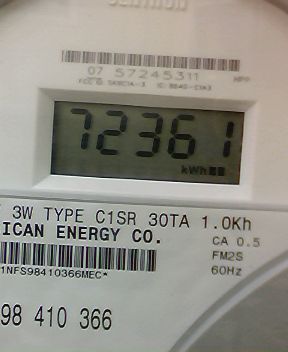 CENTRON
07 57245311
72361
kWh
3W TYPE C1SR 30TA 1.0Kh
ICAN ENERGY CO.
CA 0.5
FM2S
60Hz
1NFS98410366MEC*
98 410 366